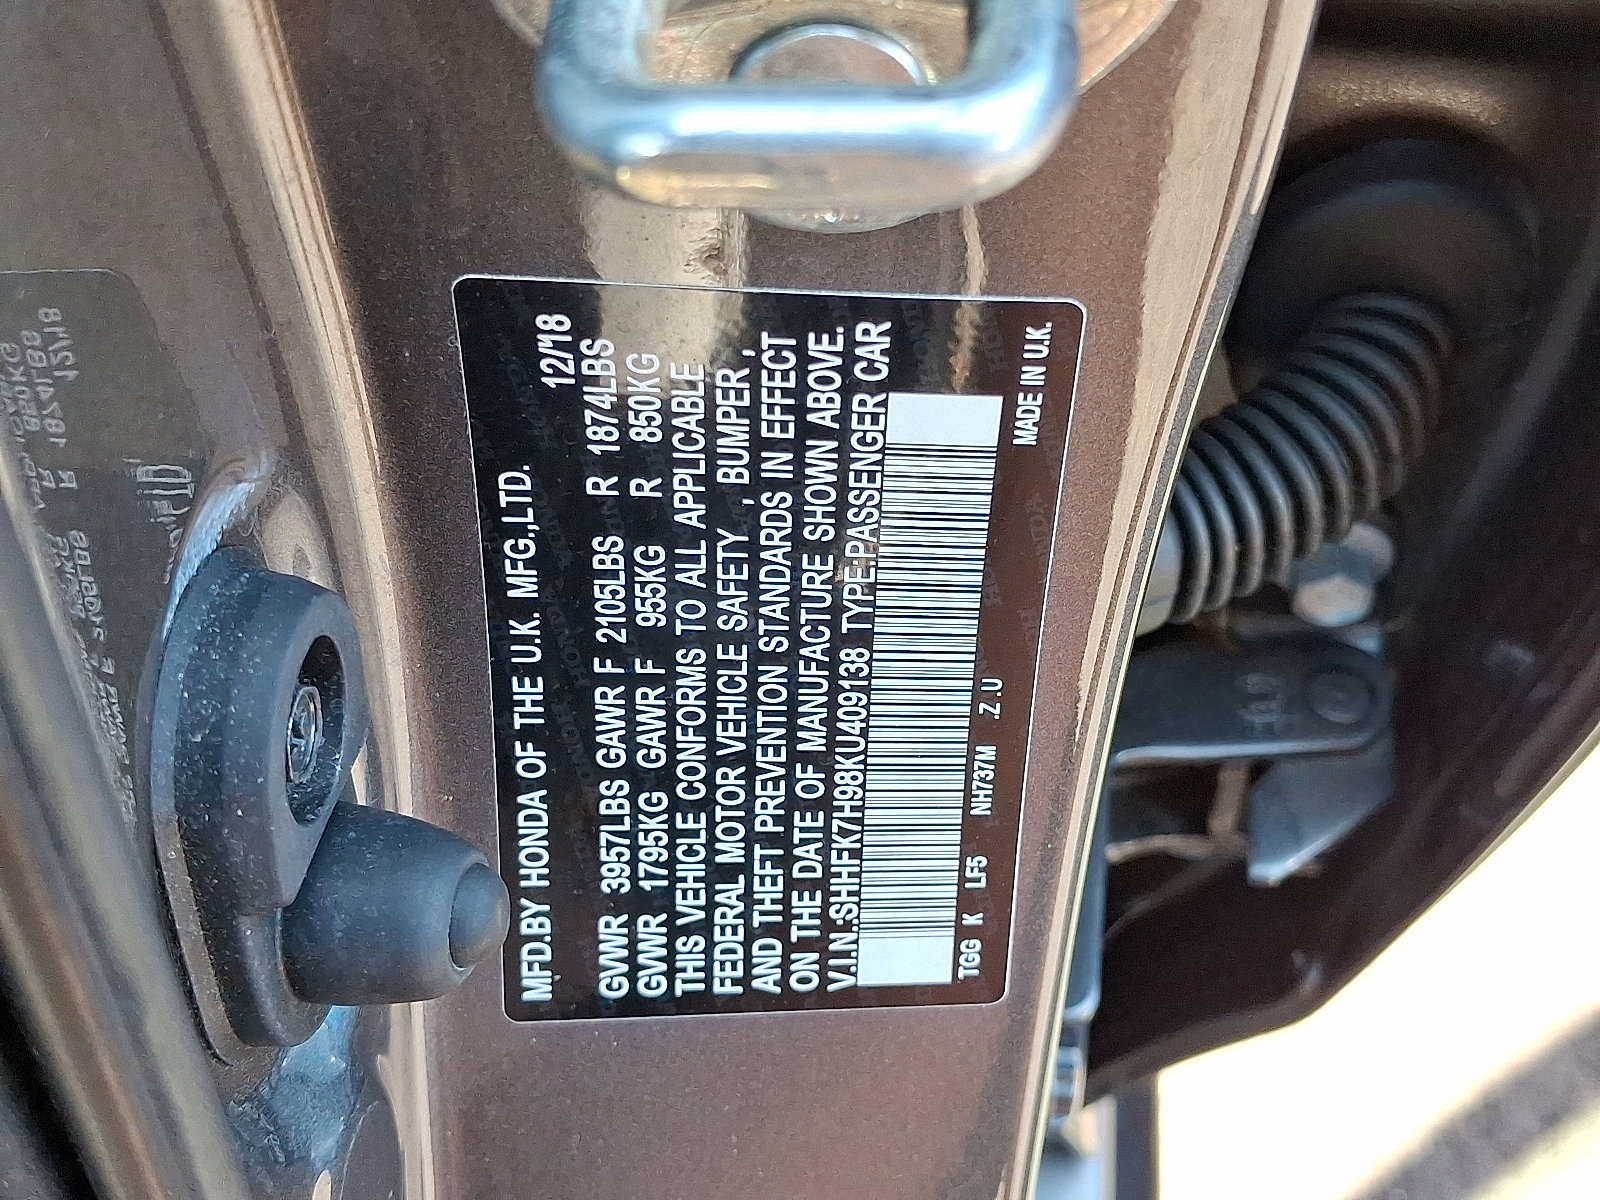 MFD.BY HONDA OF THE U.K. MFG.,LTD. 12/18
GVWR 3957LBS GAWR F 2105LBS R 1874LBS
GVWR 1795KG GAWR F 955KG R 850KG
THIS VEHICLE CONFORMS TO ALL APPLICABLE
FEDERAL MOTOR VEHICLE SAFETY , BUMPER ,
AND THEFT PREVENTION STANDARDS IN EFFECT
ON THE DATE OF MANUFACTURE SHOWN ABOVE.
V.I.N.:SHHFK7H98KU409138 TYPE:PASSENGER CAR
TGG K LF5 NH737M .Z.U MADE IN U.K.